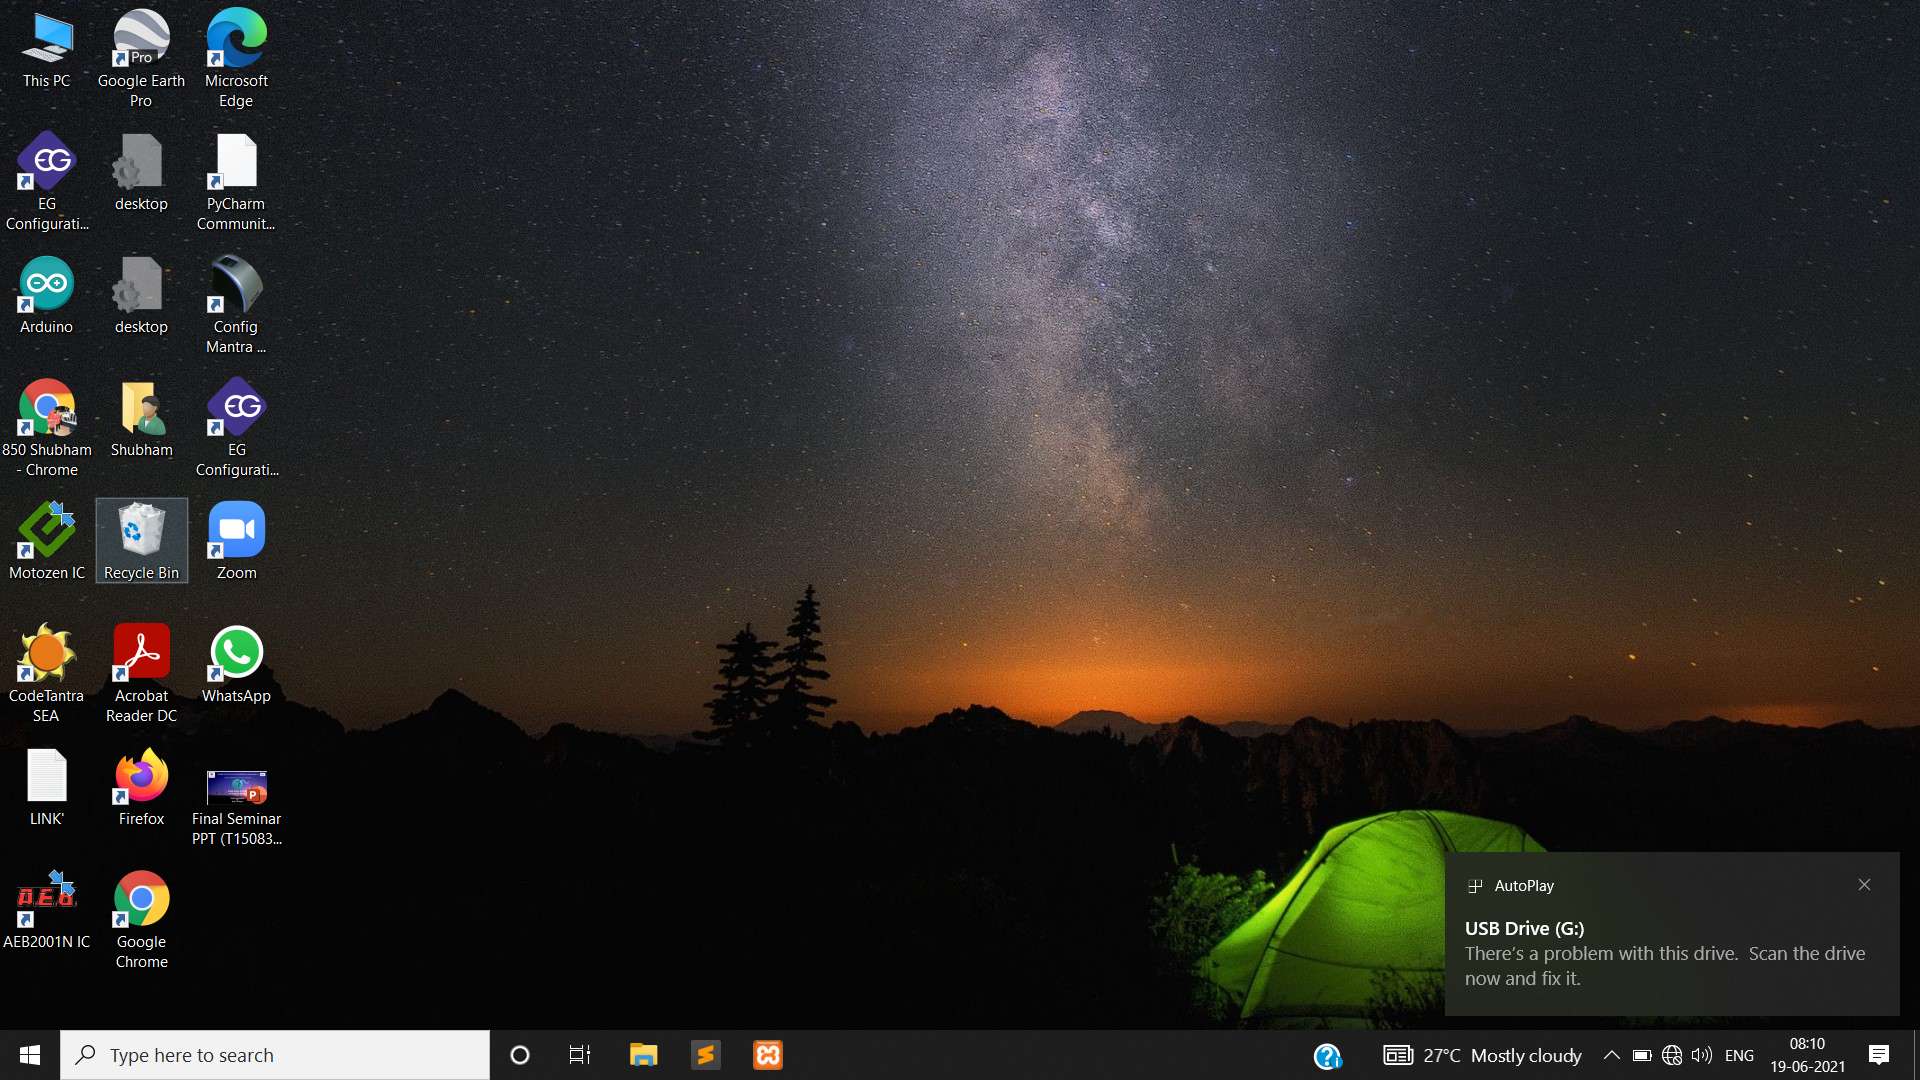 This PC
Pro
Google Earth
Pro
Microsoft
Edge
EG
EG
Configurati...
desktop
PyCharm
Communit...
Arduino
desktop
Config
Mantra ...
850 Shubham
- Chrome
Shubham
EG
EG
Configurati...
Motozen IC
Recycle Bin
Zoom
CodeTantra
SEA
Acrobat
Reader DC
WhatsApp
LINK'
Firefox
P
Final Seminar
PPT (T15083...
AEB2001N IC
Google
Chrome
AutoPlay
USB Drive (G:)
There's a problem with this drive.  Scan the drive
now and fix it.
Type here to search
27°C Mostly cloudy
ENG
08:10
19-06-2021